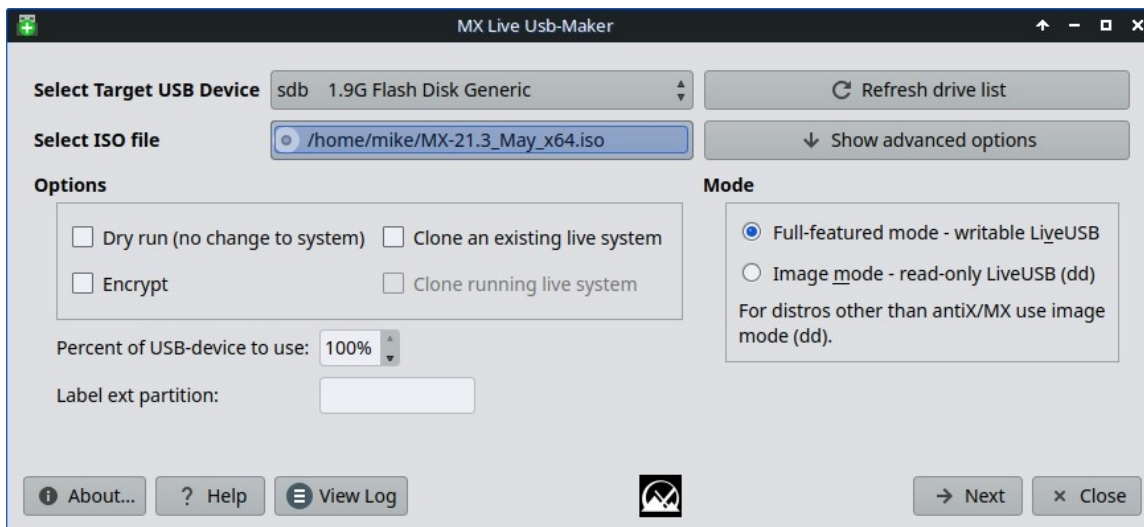 MX Live Usb-Maker
Select Target USB Device sdb 1.9G Flash Disk Generic Refresh drive list
Select ISO file /home/mike/MX-21.3_May_x64.iso Show advanced options
Options
Dry run (no change to system) Clone an existing live system
Encrypt Clone running live system
Percent of USB-device to use: 100%
Label ext partition:
Mode
Full-featured mode - writable LiveUSB
Image mode - read-only LiveUSB (dd)
For distros other than antiX/MX use image
mode (dd).
About... ? Help View Log Next Close